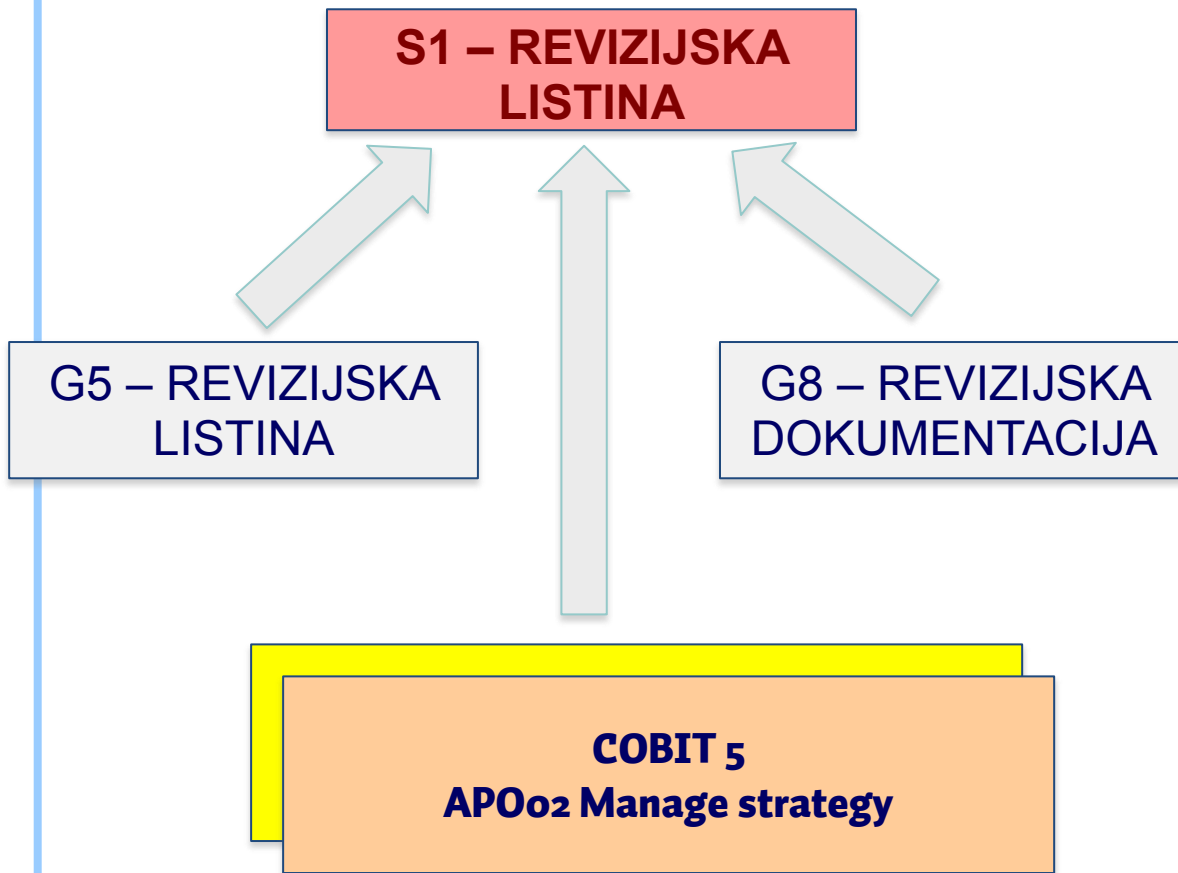 S1 – REVIZIJSKA
LISTINA
G5 – REVIZIJSKA
LISTINA
G8 – REVIZIJSKA
DOKUMENTACIJA
COBIT 5
APO02 Manage strategy